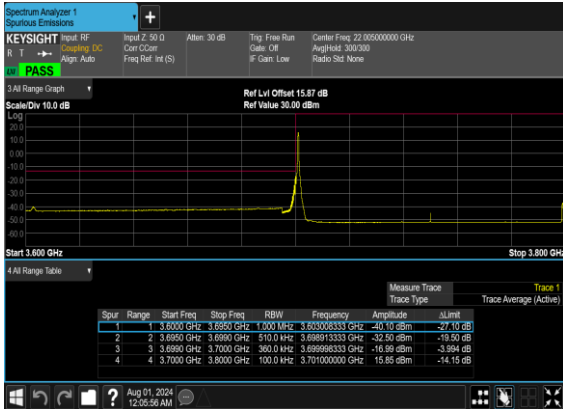 Spectrum Analyzer 1
Spurious Emissions
+
KEYSIGHT Input: RF Input Z: 50 Ω Atten: 30 dB Trig: Free Run Center Freq: 22.005000000 GHz
R T Coupling: DC Corr CCorr Gate: Off Avg|Hold: 300/300
Align: Auto Freq Ref: Int (S) IF Gain: Low Radio Std: None
PASS
3 All Range Graph
Ref Lvl Offset 15.87 dB
Scale/Div 10.0 dB Ref Value 30.00 dBm
Log
20.0
10.0
0.00
-10.0
-20.0
-30.0
-40.0
-50.0
-60.0
Start 3.600 GHz Stop 3.800 GHz
4 All Range Table
Measure Trace Trace 1
Trace Type Trace Average (Active)
Spur Range Start Freq Stop Freq RBW Frequency Amplitude ΔLimit
1 1 3.6000 GHz 3.6950 GHz 1.000 MHz 3.603008333 GHz -40.10 dBm -27.10 dB
2 2 3.6950 GHz 3.6990 GHz 510.0 kHz 3.698913333 GHz -32.50 dBm -19.50 dB
3 3 3.6990 GHz 3.7000 GHz 360.0 kHz 3.699998333 GHz -16.99 dBm -3.994 dB
4 4 3.7000 GHz 3.8000 GHz 100.0 kHz 3.701000000 GHz 15.85 dBm -14.15 dB
? Aug 01, 2024
12:05:56 AM